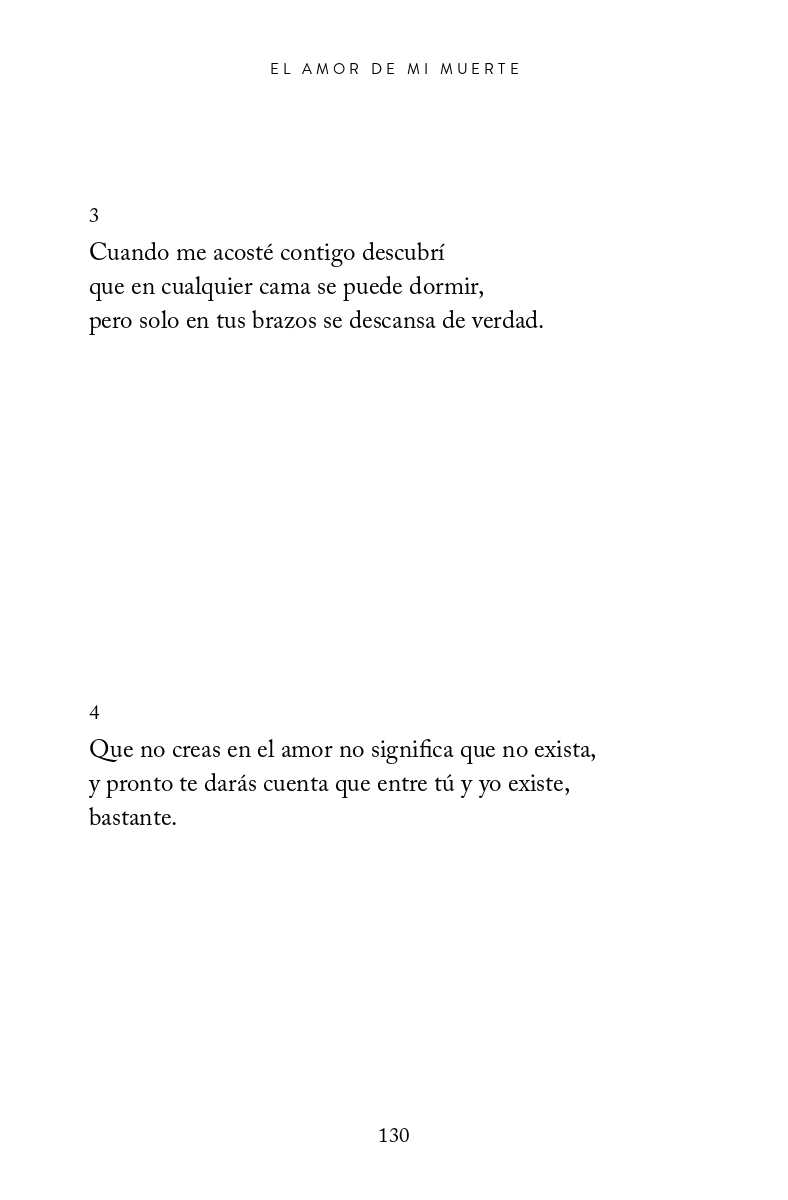 EL AMOR DE MI MUERTE
3
Cuando me acosté contigo descubrí
que en cualquier cama se puede dormir,
pero solo en tus brazos se descansa de verdad.
4
Que no creas en el amor no significa que no exista,
y pronto te darás cuenta que entre tú y yo existe,
bastante.
130